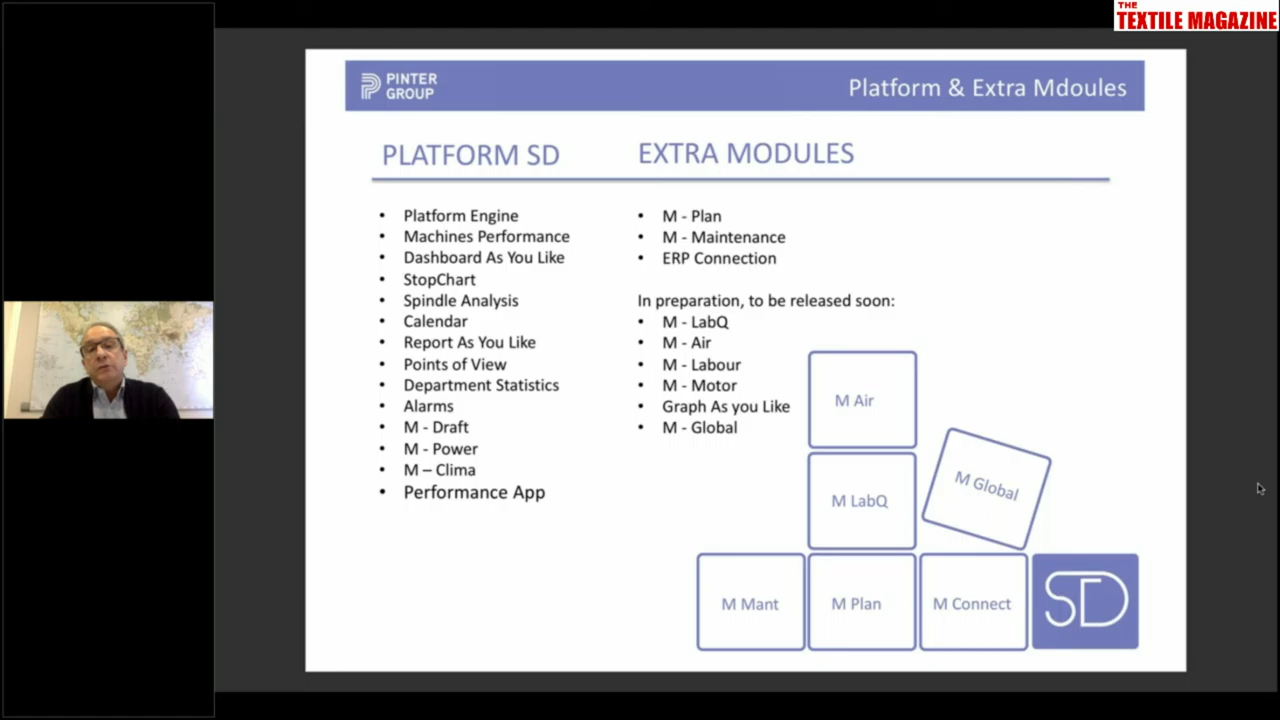 THE
TEXTILE MAGAZINE
PINTER
GROUP
Platform & Extra Mdoules
PLATFORM SD
EXTRA MODULES
• Platform Engine
• Machines Performance
• Dashboard As You Like
• StopChart
• Spindle Analysis
• Calendar
• Report As You Like
• Points of View
• Department Statistics
• Alarms
• M - Draft
• M - Power
• M – Clima
• Performance App
• M - Plan
• M - Maintenance
• ERP Connection
In preparation, to be released soon:
• M - LabQ
• M - Air
• M - Labour
• M - Motor
• Graph As you Like
• M - Global
M Air
M LabQ
M Global
M Mant
M Plan
M Connect
SD